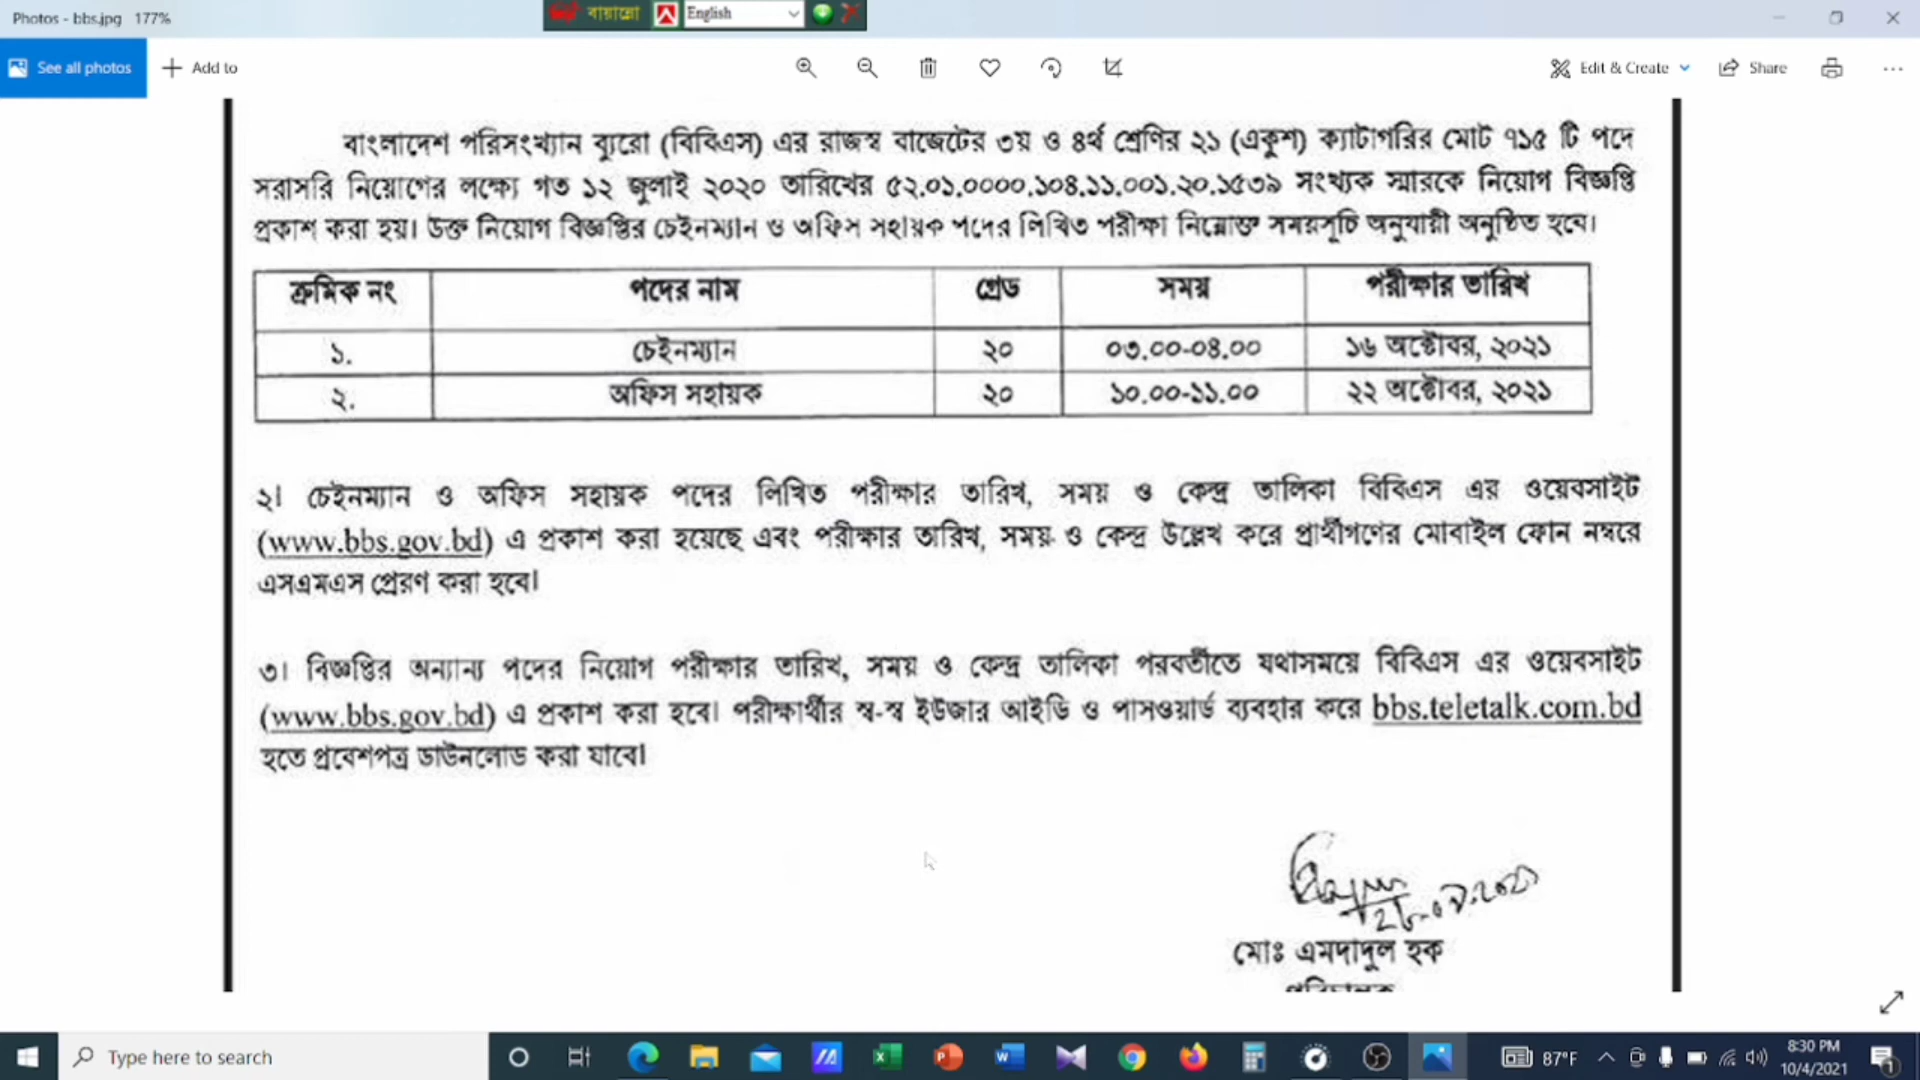 Photos - bbs.jpg 177%
বায়ান্নো English
See all photos Add to Edit & Create Share
বাংলাদেশ পরিসংখ্যান ব্যুরো (বিবিএস) এর রাজস্ব বাজেটের ৩য় ও ৪র্থ শ্রেণির ২১ (একুশ) ক্যাটাগরির মোট ৭১৫ টি পদে
সরাসরি নিয়োগের লক্ষ্যে গত ১২ জুলাই ২০২০ তারিখের ৫২.০১.০০০০.১০৪.১১.০০১.২০.১৫৩৯ সংখ্যক স্মারকে নিয়োগ বিজ্ঞপ্তি
প্রকাশ করা হয়। উক্ত নিয়োগ বিজ্ঞপ্তির চেইনম্যান ও অফিস সহায়ক পদের লিখিত পরীক্ষা নিম্নোক্ত সময়সূচি অনুযায়ী অনুষ্ঠিত হবে।
ক্রমিক নং পদের নাম গ্রেড সময় পরীক্ষার তারিখ
১. চেইনম্যান ২০ ০৩.০০-০৪.০০ ১৬ অক্টোবর, ২০২১
২. অফিস সহায়ক ২০ ১০.০০-১১.০০ ২২ অক্টোবর, ২০২১
২। চেইনম্যান ও অফিস সহায়ক পদের লিখিত পরীক্ষার তারিখ, সময় ও কেন্দ্র তালিকা বিবিএস এর ওয়েবসাইট
(www.bbs.gov.bd) এ প্রকাশ করা হয়েছে এবং পরীক্ষার তারিখ, সময় ও কেন্দ্র উল্লেখ করে প্রার্থীগণের মোবাইল ফোন নম্বরে
এসএমএস প্রেরণ করা হবে।
৩। বিজ্ঞপ্তির অন্যান্য পদের নিয়োগ পরীক্ষার তারিখ, সময় ও কেন্দ্র তালিকা পরবর্তীতে যথাসময়ে বিবিএস এর ওয়েবসাইট
(www.bbs.gov.bd) এ প্রকাশ করা হবে। পরীক্ষার্থীর স্ব-স্ব ইউজার আইডি ও পাসওয়ার্ড ব্যবহার করে bbs.teletalk.com.bd
হতে প্রবেশপত্র ডাউনলোড করা যাবে।
মোঃ এমদাদুল হক
পরিচালক
Type here to search 87°F 8:30 PM
10/4/2021